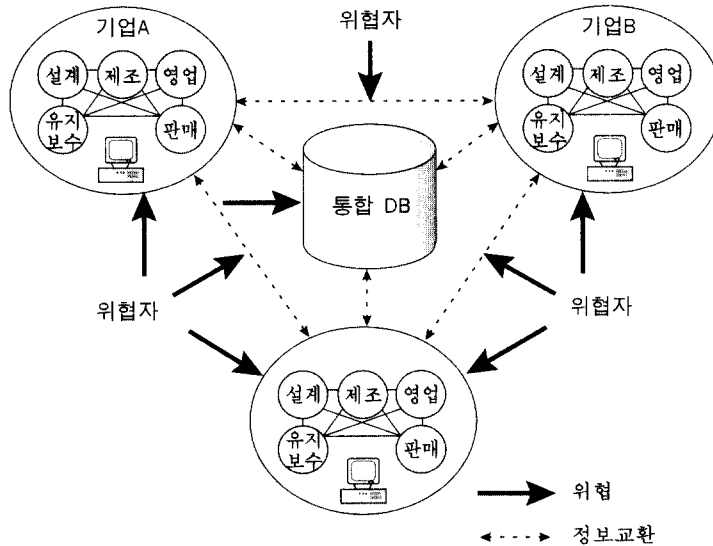 기업A
설계 제조 영업
유지
보수
판매
위협자
기업B
설계 제조 영업
유지
보수
판매
통합 DB
위협자
위협자
설계 제조 영업
유지
보수
판매
위협
정보교환